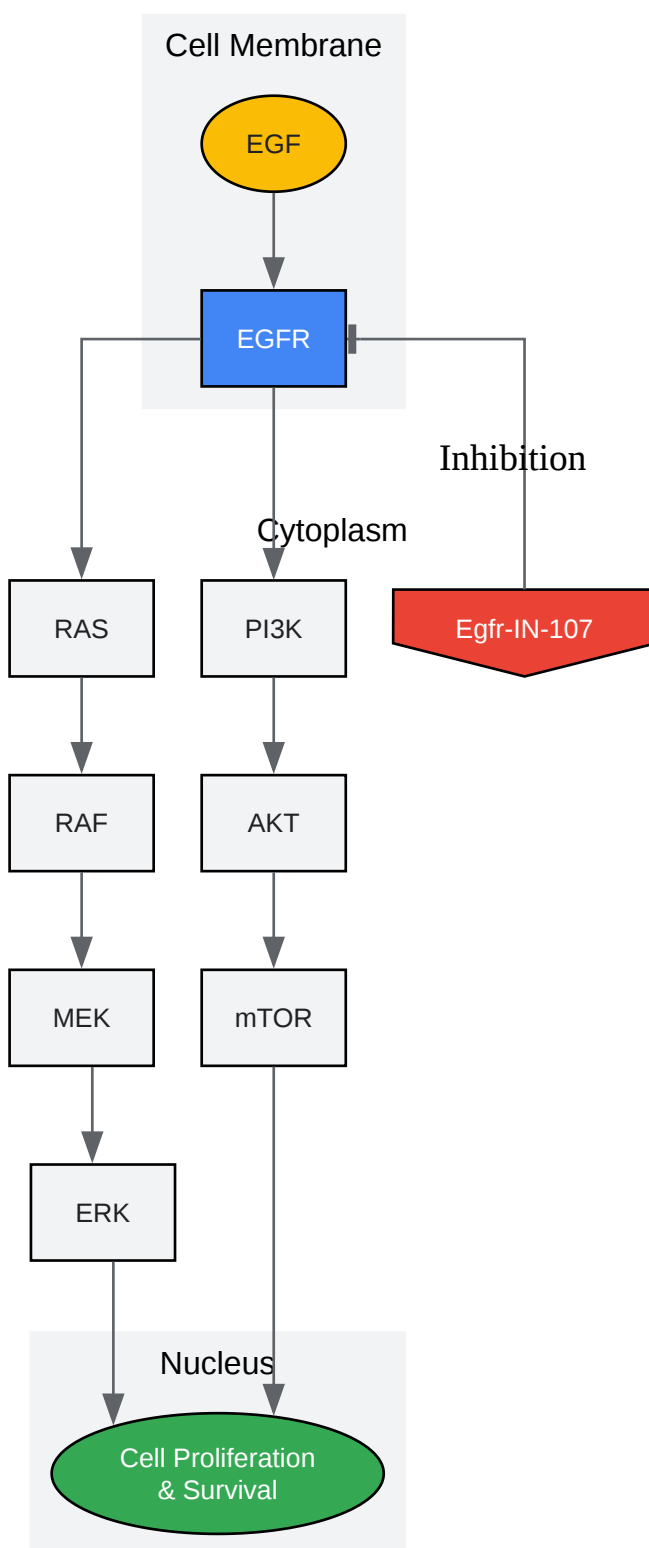 Cell Membrane
EGF
EGFR
Inhibition
Cytoplasm
RAS
PI3K
Egfr-IN-107
RAF
AKT
MEK
mTOR
ERK
Nucleus
Cell Proliferation
& Survival